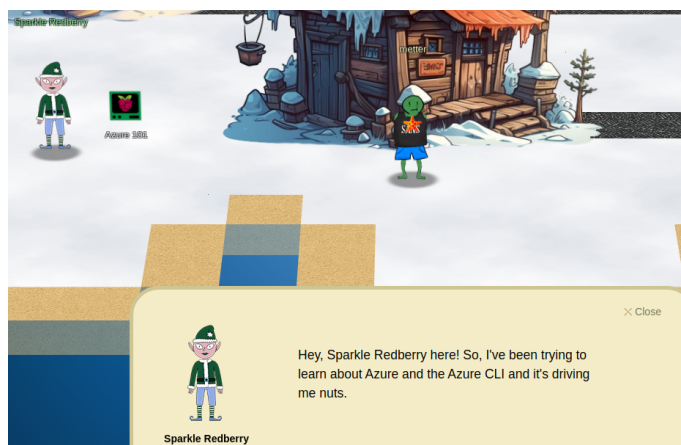 Sparkle Redberry
metter
Azure 101
SANS
Close
Hey, Sparkle Redberry here! So, I've been trying to
learn about Azure and the Azure CLI and it's driving
me nuts.
Sparkle Redberry